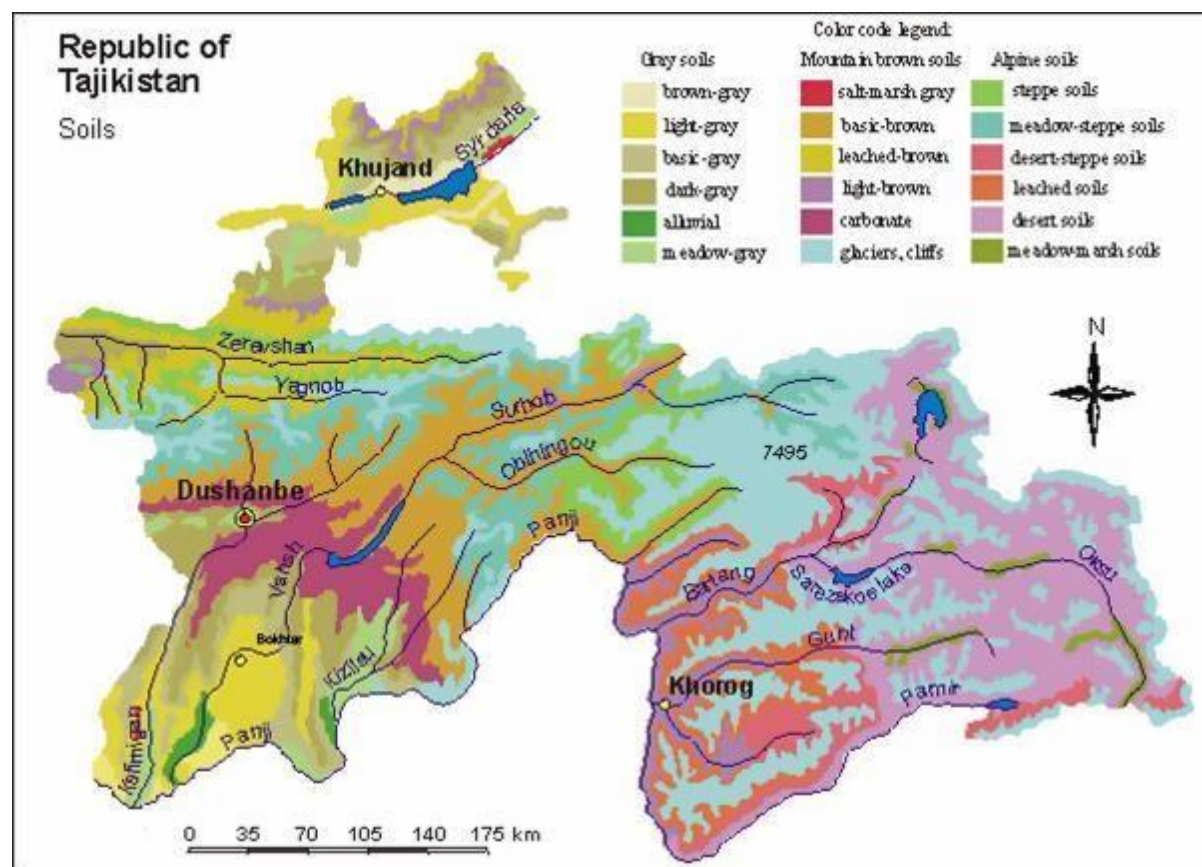 Republic of
Tajikistan
Soils
Color code legend:
Gray soils
brown-gray
light-gray
basic-gray
dark-gray
alluvial
meadow-gray
Mountain brown soils
salt-marsh gray
basic-brown
leached-brown
light-brown
carbonate
glaciers, cliffs
Alpine soils
steppe soils
meadow-steppe soils
desert-steppe soils
leached soils
desert soils
meadow-marsh soils
Syr daria
Khujand
Zeravshan
Yagnob
Surhob
Obihingou
7495
N
Dushanbe
Panji
Vahsh
Bartang
Sarezskoe lake
Oksu
Bokhtar
Kizilsu
Gunt
Khorog
Pamir
Kafirnigan
Panji
0 35 70 105 140 175 km